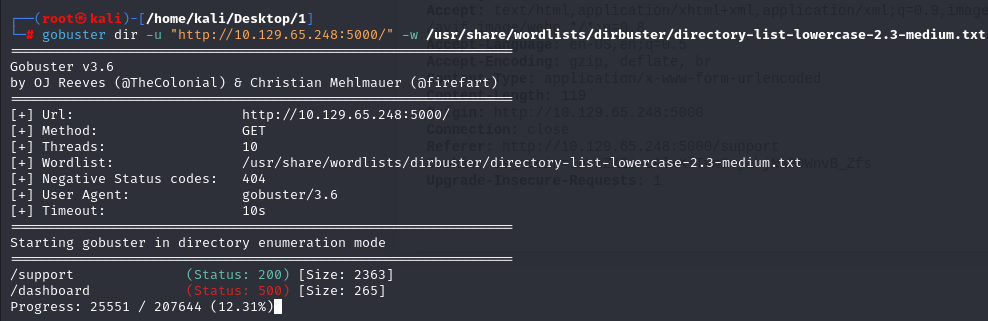 ┌──(root㉿kali)-[/home/kali/Desktop/1]
└─# gobuster dir -u "http://10.129.65.248:5000/" -w /usr/share/wordlists/dirbuster/directory-list-lowercase-2.3-medium.txt
===============================================================
Gobuster v3.6
by OJ Reeves (@TheColonial) & Christian Mehlmauer (@firefart)
===============================================================
[+] Url: http://10.129.65.248:5000/
[+] Method: GET
[+] Threads: 10
[+] Wordlist: /usr/share/wordlists/dirbuster/directory-list-lowercase-2.3-medium.txt
[+] Negative Status codes: 404
[+] User Agent: gobuster/3.6
[+] Timeout: 10s
===============================================================
Starting gobuster in directory enumeration mode
===============================================================
/support (Status: 200) [Size: 2363]
/dashboard (Status: 500) [Size: 265]
Progress: 25551 / 207644 (12.31%)
Accept: text/html,application/xhtml+xml,application/xml;q=0.9,image
Accept-Encoding: gzip, deflate, br
Content-Type: application/x-www-form-urlencoded
Content-Length: 119
Origin: http://10.129.65.248:5000
Connection: close
Referer: http://10.129.65.248:5000/support
Upgrade-Insecure-Requests: 1